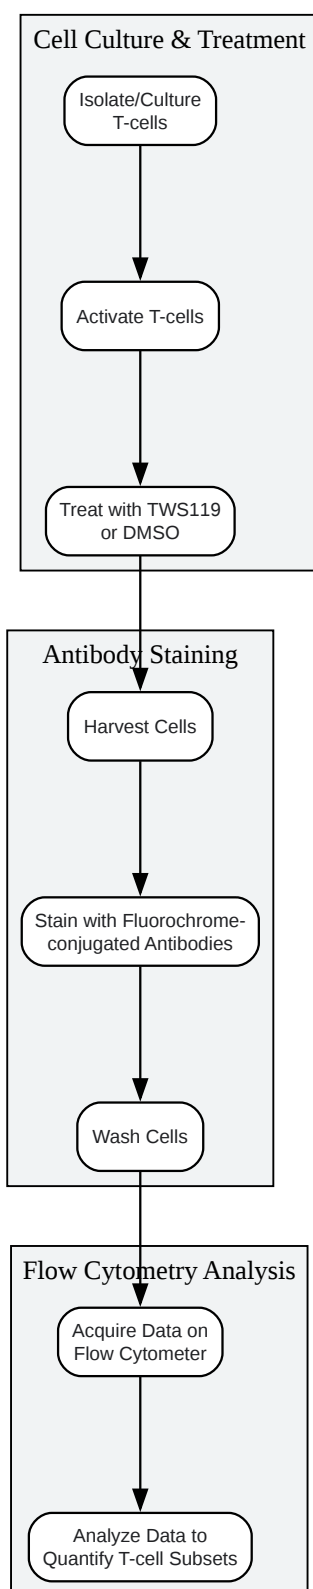 Cell Culture & Treatment
Isolate/Culture
T-cells
Activate T-cells
Treat with TWS119
or DMSO
Antibody Staining
Harvest Cells
Stain with Fluorochrome-
conjugated Antibodies
Wash Cells
Flow Cytometry Analysis
Acquire Data on
Flow Cytometer
Analyze Data to
Quantify T-cell Subsets